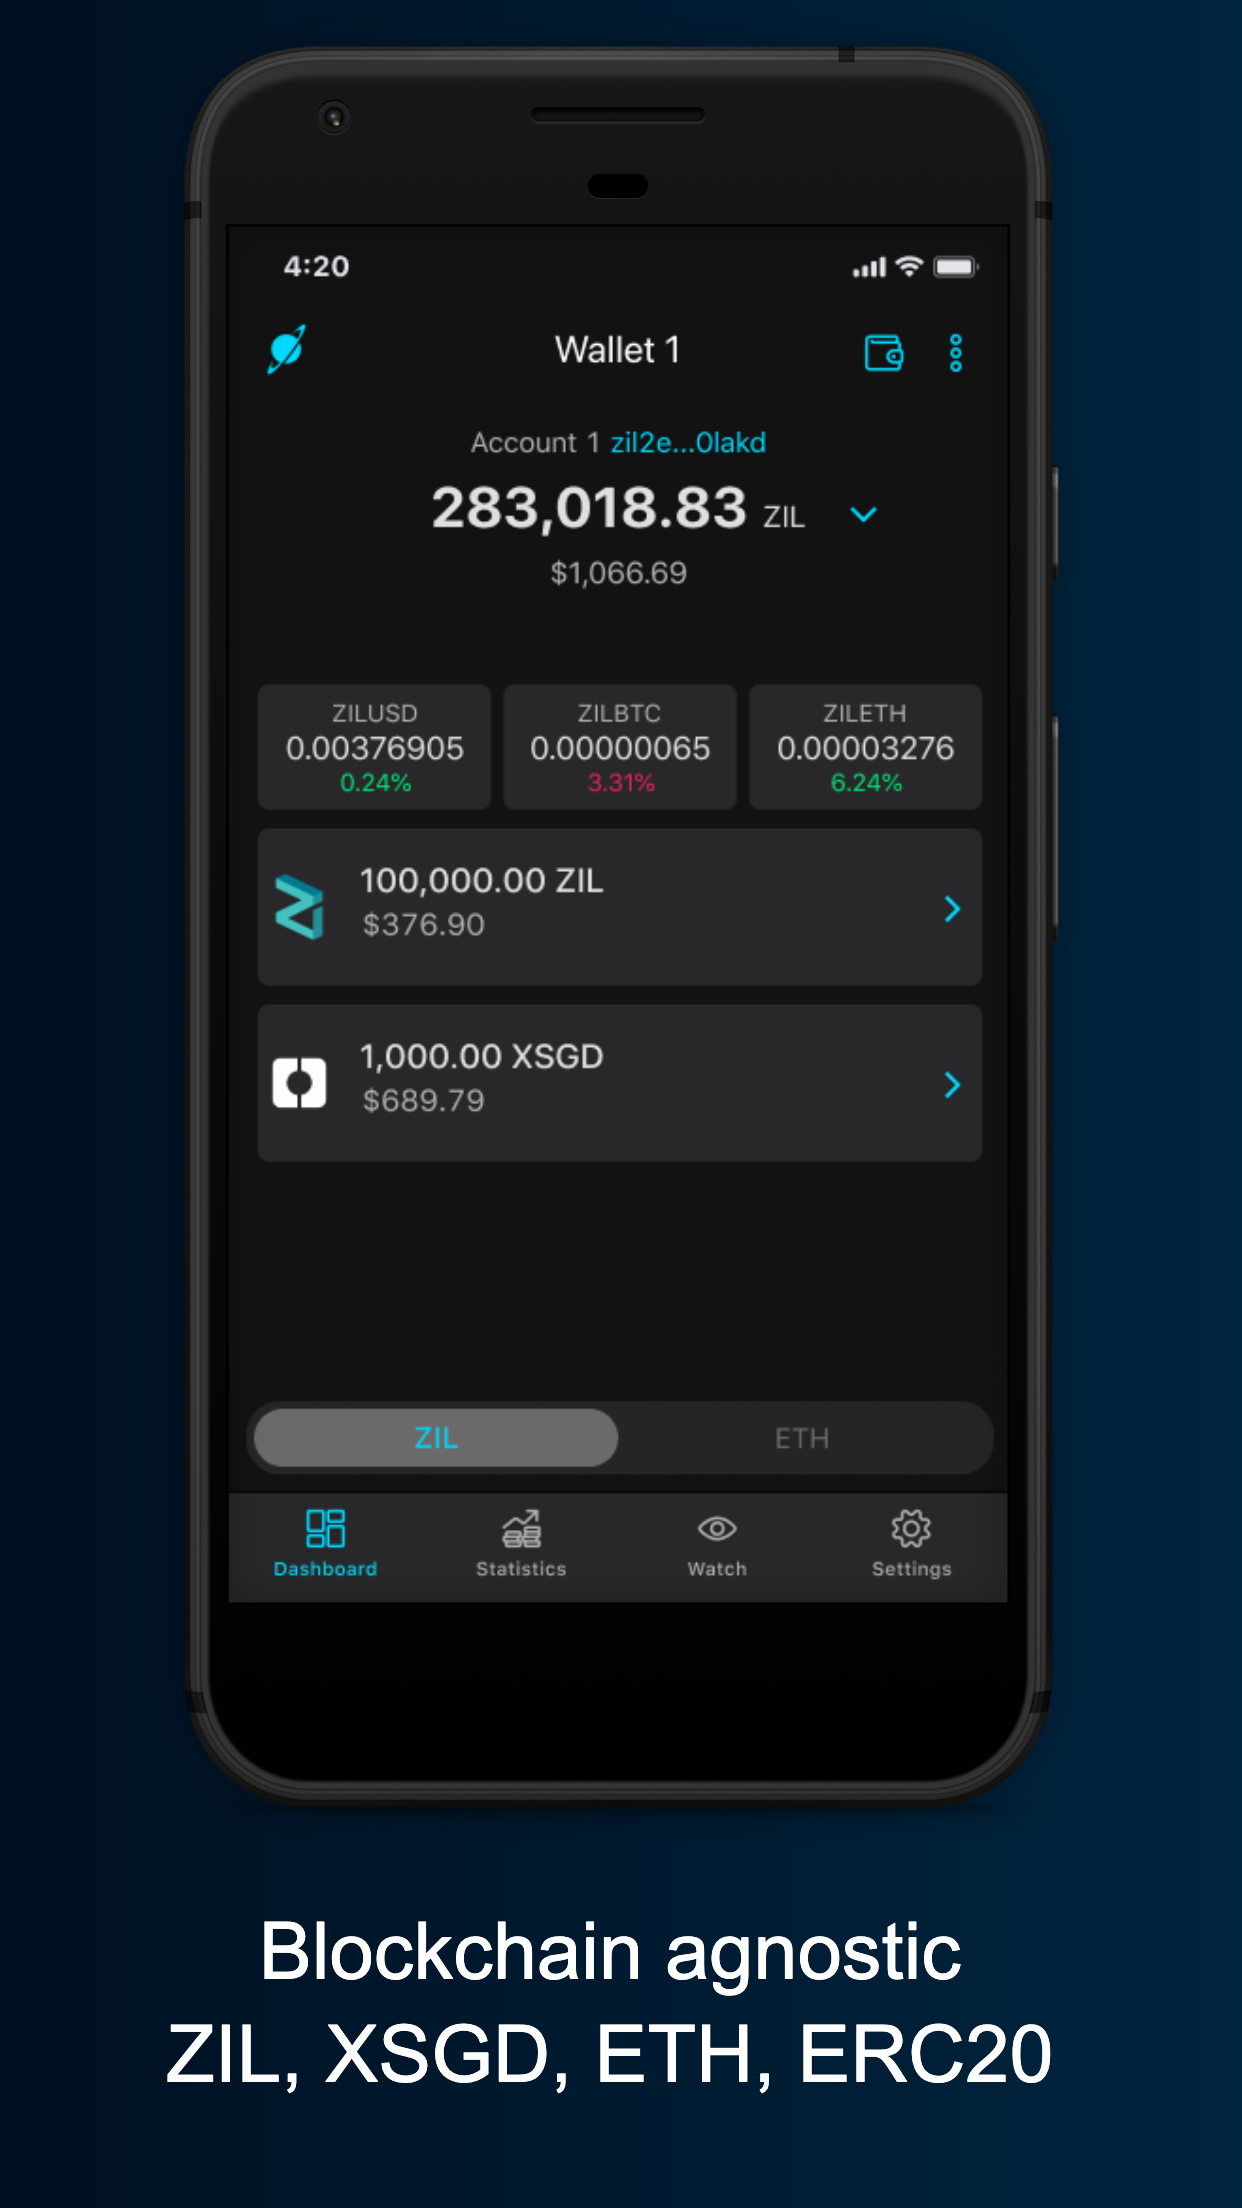 4:20
Wallet 1
Account 1 zil2e...0lakd
283,018.83 ZIL
$1,066.69
ZILUSD ZILBTC ZILETH
0.00376905 0.00000065 0.00003276
0.24% 3.31% 6.24%
100,000.00 ZIL
$376.90
1,000.00 XSGD
$689.79
ZIL ETH
Dashboard Statistics Watch Settings
Blockchain agnostic
ZIL, XSGD, ETH, ERC20